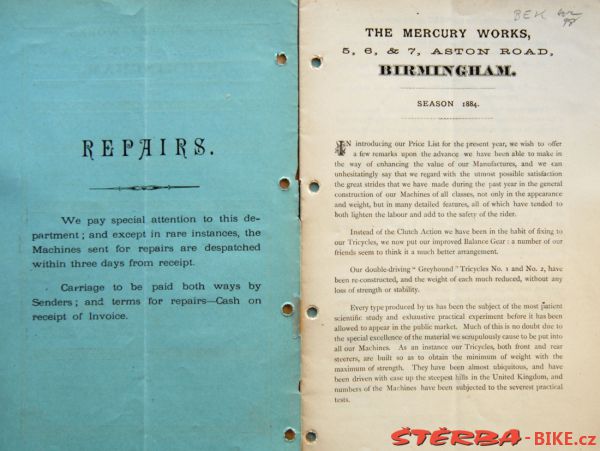 REPAIRS.
We pay special attention to this de-
partment; and except in rare instances, the
Machines sent for repairs are despatched
within three days from receipt.
Carriage to be paid both ways by
Senders; and terms for repairs—Cash on
receipt of Invoice.
BEK
THE MERCURY WORKS,
5, 6, & 7, ASTON ROAD,
BIRMINGHAM.
SEASON 1884.
IN introducing our Price List for the present year, we wish to offer
a few remarks upon the advance we have been able to make in
the way of enhancing the value of our Manufactures, and we can
unhesitatingly say that we regard with the utmost possible satisfaction
the great strides that we have made during the past year in the general
construction of our Machines of all classes, not only in the appearance
and weight, but in many detailed features, all of which have tended to
both lighten the labour and add to the safety of the rider.
Instead of the Clutch Action we have been in the habit of fixing
to our Tricycles, we now put our improved Balance Gear: a number of our
friends seem to think it a much better arrangement.
Our double-driving "Greyhound" Tricycles No. 1 and No. 2, have
been re-constructed, and the weight of each much reduced, without any
loss of strength or stability.
Every type produced by us has been the subject of the most patient
scientific study and exhaustive practical experiment before it has been
allowed to appear in the public market. Much of this is no doubt due to
the special excellence of the material we scrupulously cause to be put into
all our Machines. As an instance our Tricycles, both front and rear
steerers, are built so as to obtain the minimum of weight with the
maximum of strength. They have been almost ubiquitous, and have
been driven with ease up the steepest hills in the United Kingdom, and
numbers of the Machines have been subjected to the severest practical
tests.
ŠTĚRBA-BIKE.cz